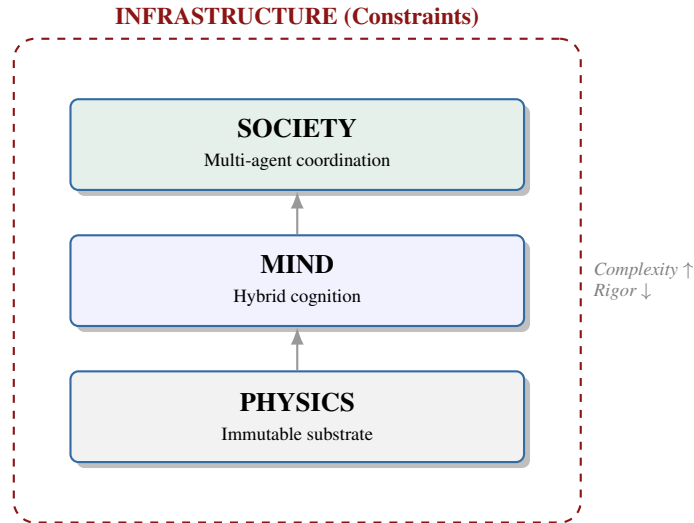 INFRASTRUCTURE (Constraints)
SOCIETY
Multi-agent coordination
MIND
Hybrid cognition
Complexity ↑
Rigor ↓
PHYSICS
Immutable substrate